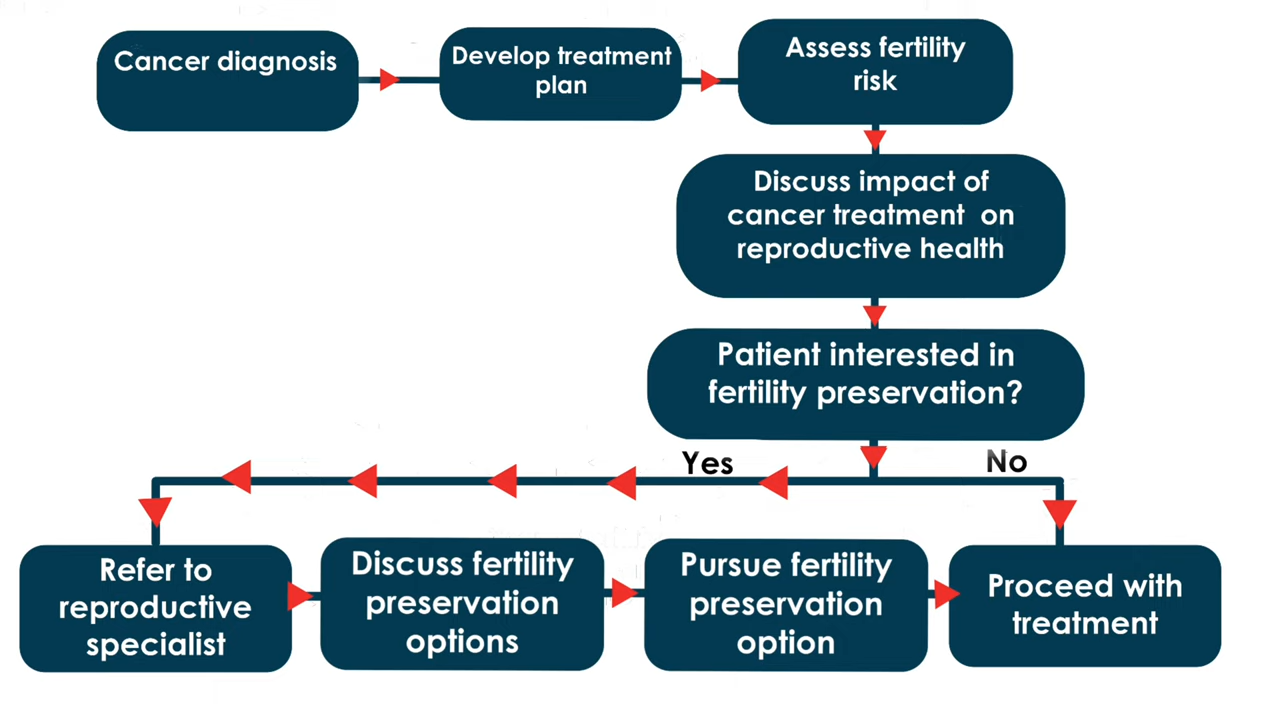 Cancer diagnosis
Develop treatment
plan
Assess fertility
risk
Discuss impact of
cancer treatment on
reproductive health
Patient interested in
fertility preservation?
Yes
No
Refer to
reproductive
specialist
Discuss fertility
preservation
options
Pursue fertility
preservation
option
Proceed with
treatment